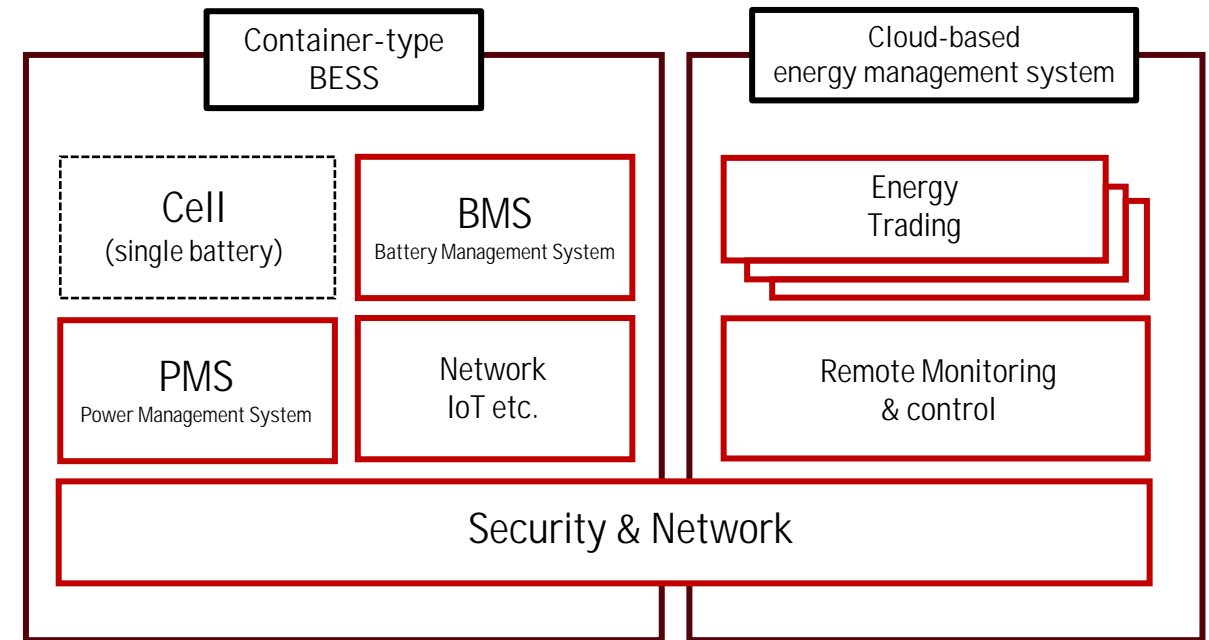 Container-type
BESS
Cloud-based
energy management system
Cell
(single battery)
BMS
Battery Management System
PMS
Power Management System
Network
IoT etc.
Energy
Trading
Remote Monitoring
& control
Security & Network